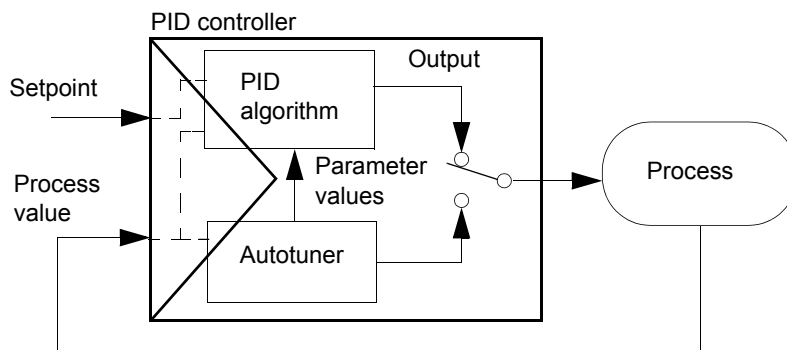 PID controller
Setpoint
PID
algorithm
Output
Process
value
Parameter
values
Process
Autotuner